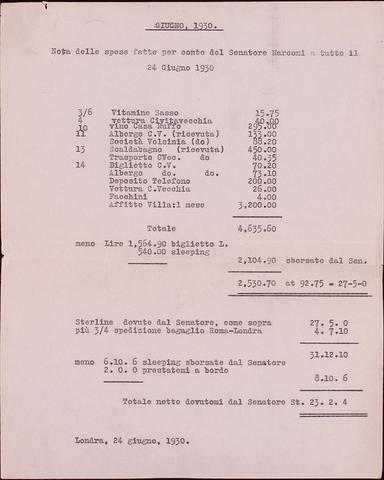 GIUGNO, 1930.
Nota delle spese fatte per conto del Senatore Marconi a tutto il
24 Giugno 1930
3/6 Vitamine Sasso 15.75
4 vettura Civitavecchia 40.00
10 vino Casa Ruffo 295.00
11 Albergo C.V. (ricevuta) 133.00
Società Volsinia (do) 88.20
13 Scaldabagno (ricevuta) 450.00
Trasporto CVec. do 40.35
14 Biglietto C.V. 70.20
Albergo do. do. 73.10
Deposito Telefono 200.00
Vettura C.Vecchia 26.00
Facchini 4.00
Affitto Villa:1 mese 3,200.00
Totale 4,635.60
meno Lire 1,564.90 biglietto L.
540.00 sleeping
2,104.90 sborsate dal Sen.
2,530.70 at 92.75 = 27-5-0
Sterline dovute dal Senatore, come sopra 27. 5. 0
più 3/4 spedizione bagaglio Roma-Londra 4. 7.10
31.12.10
meno 6.10. 6 sleeping sborsate dal Senatore
2. 0. 0 prestatemi a bordo
8.10. 6
Totale netto dovutomi dal Senatore St. 23. 2. 4
Londra, 24 giugno, 1930.